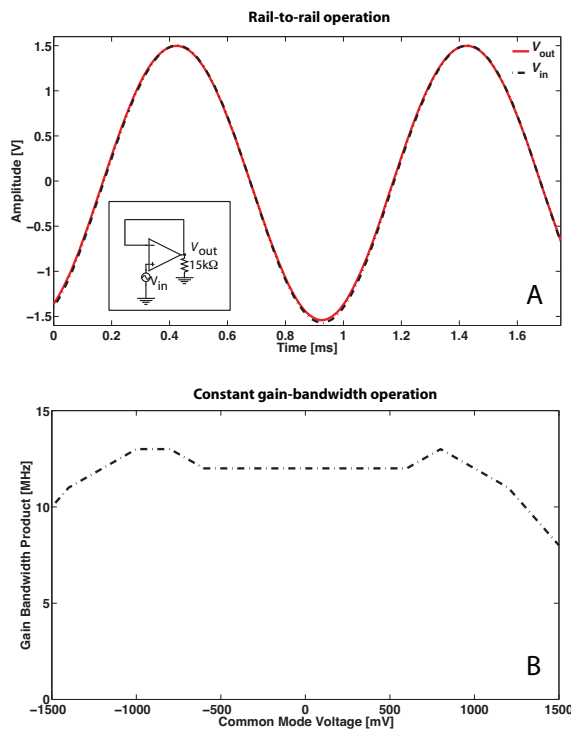 Rail-to-rail operation
1.5
1
0.5
0
−0.5
−1
−1.5
Amplitude [V]
Vout
Vin
Vout
15kΩ
Vin
A
0 0.2 0.4 0.6 0.8 1 1.2 1.4 1.6
Time [ms]
Constant gain-bandwidth operation
15
10
5
0
Gain Bandwidth Product [MHz]
B
−1500 −1000 −500 0 500 1000 1500
Common Mode Voltage [mV]